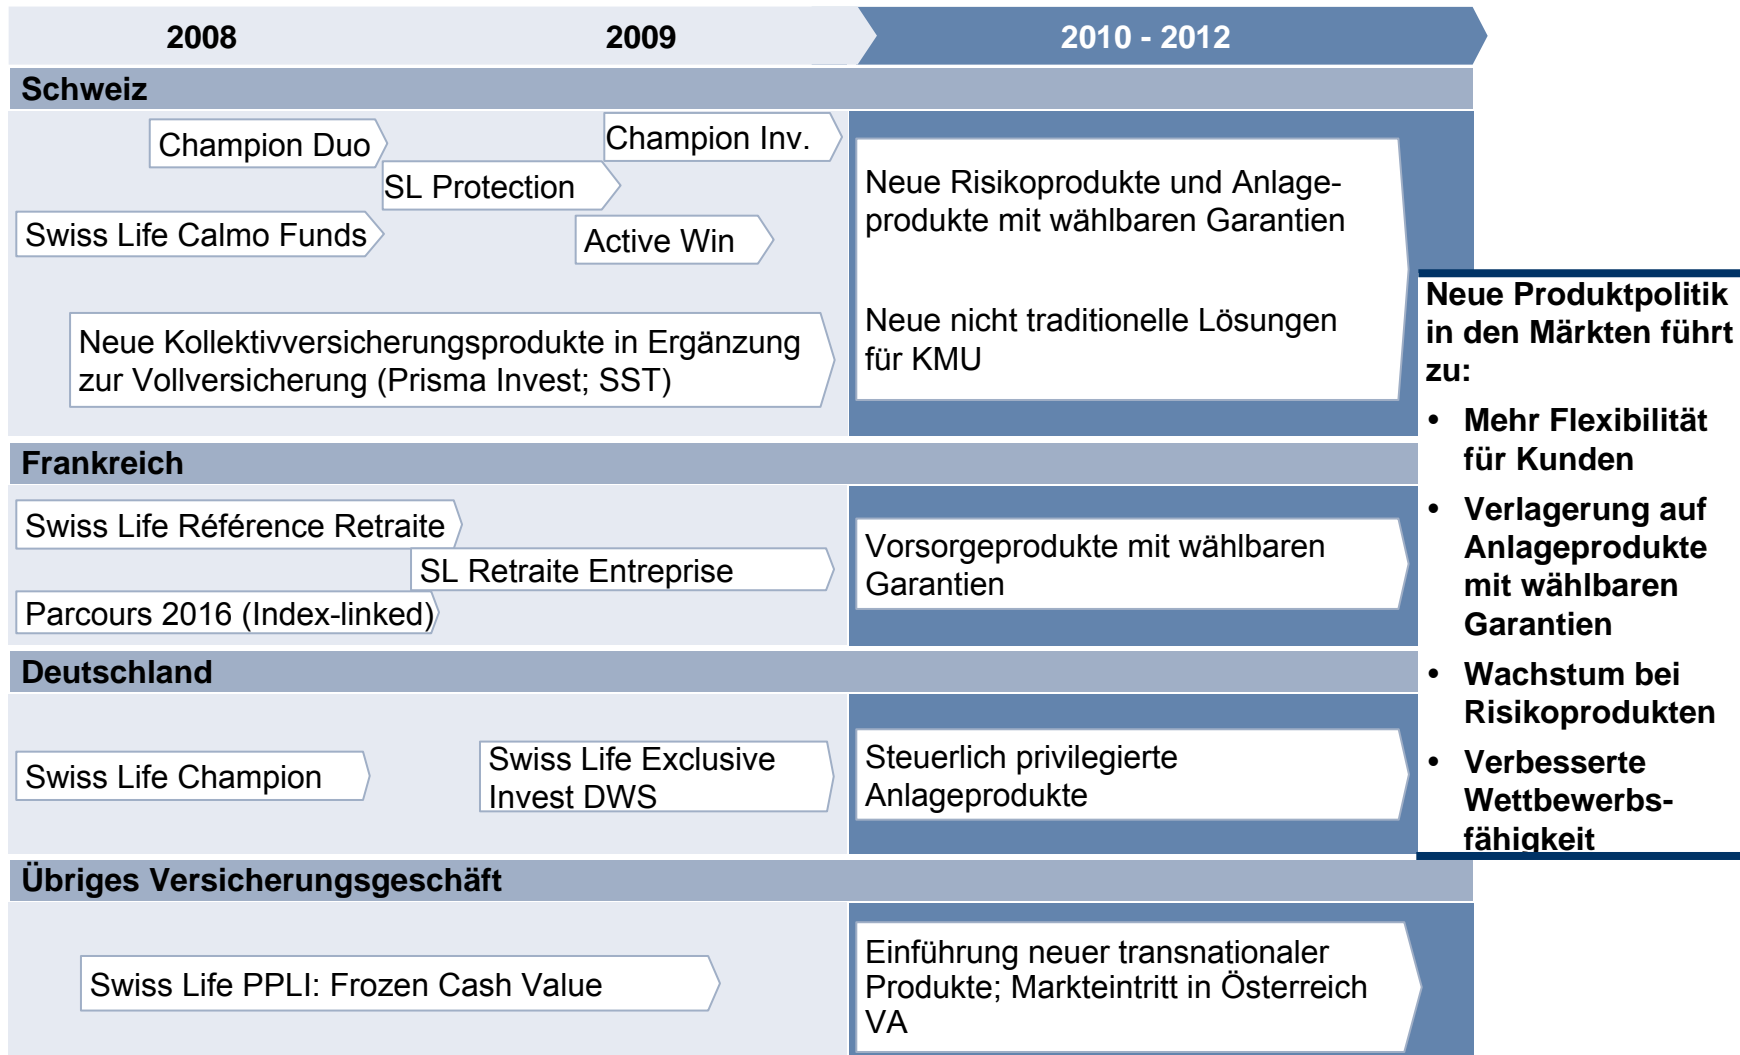 2008
2009
2010 - 2012
Schweiz
Champion Duo
Champion Inv.
SL Protection
Swiss Life Calmo Funds
Active Win
Neue Kollektivversicherungsprodukte in Ergänzung
zur Vollversicherung (Prisma Invest; SST)
Neue Risikoprodukte und Anlage-
produkte mit wählbaren Garantien
Neue nicht traditionelle Lösungen
für KMU
Frankreich
Swiss Life Référence Retraite
SL Retraite Entreprise
Parcours 2016 (Index-linked)
Vorsorgeprodukte mit wählbaren
Garantien
Deutschland
Swiss Life Champion
Swiss Life Exclusive
Invest DWS
Steuerlich privilegierte
Anlageprodukte
Übriges Versicherungsgeschäft
Swiss Life PPLI: Frozen Cash Value
Einführung neuer transnationaler
Produkte; Markteintritt in Österreich
VA
Neue Produktpolitik
in den Märkten führt
zu:
• Mehr Flexibilität
für Kunden
• Verlagerung auf
Anlageprodukte
mit wählbaren
Garantien
• Wachstum bei
Risikoprodukten
• Verbesserte
Wettbewerbs-
fähigkeit